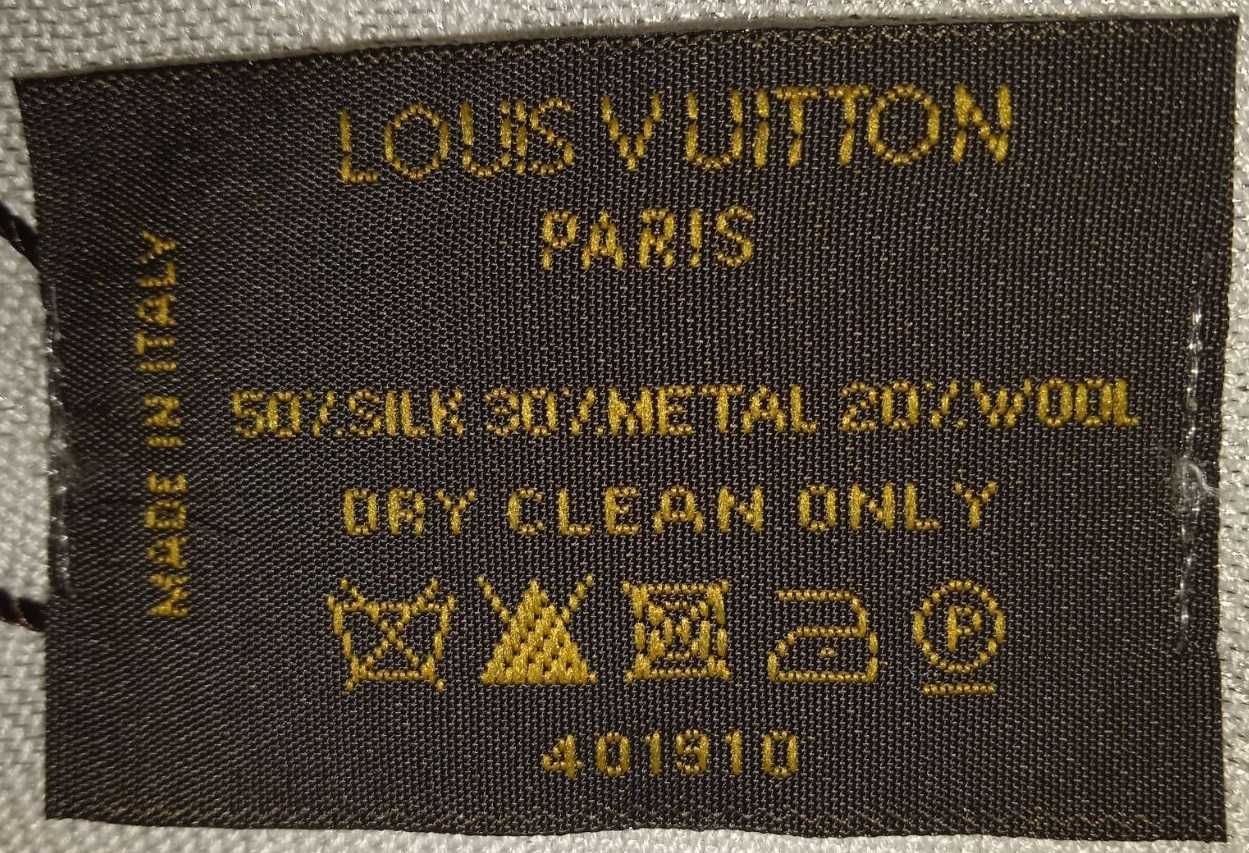 LOUIS VUITTON
PARIS
MADE IN ITALY
50% SILK 30% METAL 20% WOOL
DRY CLEAN ONLY
P
401910